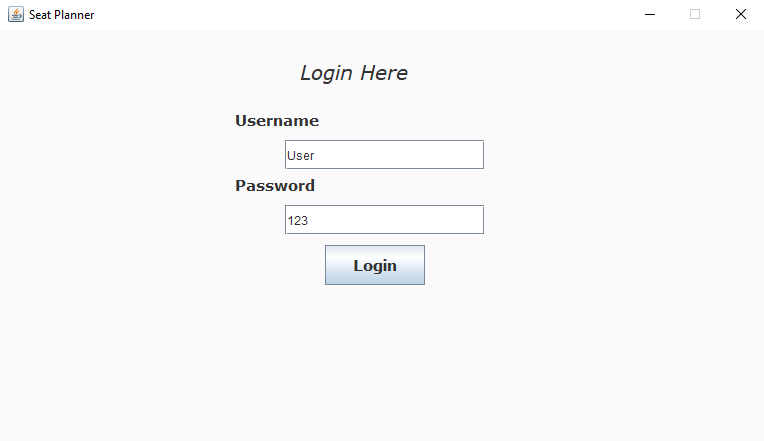 Seat Planner
Login Here
Username
User
Password
123
Login